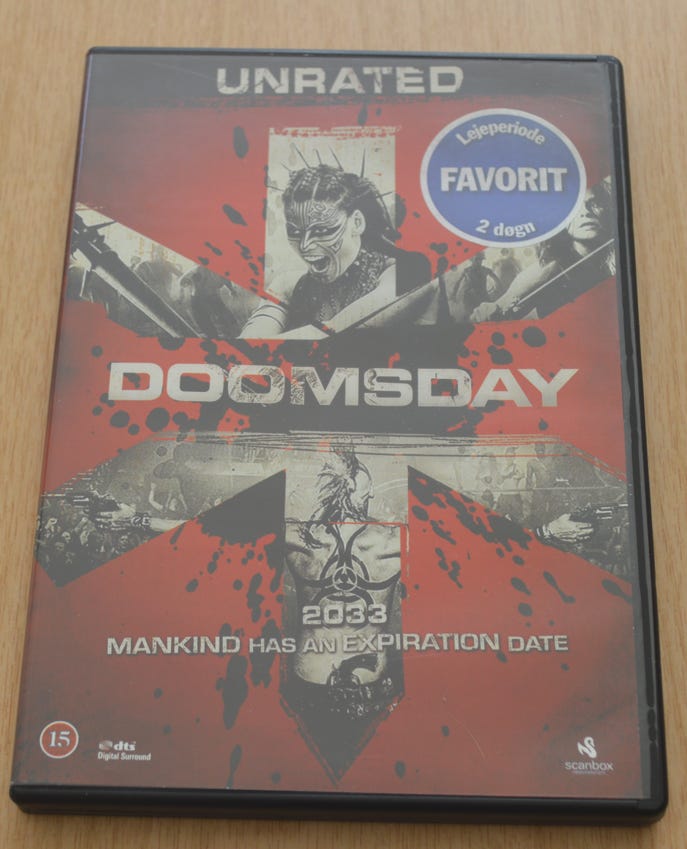 UNRATED
Lejeperiode
FAVORIT
2 døgn
DOOMSDAY
2033
MANKIND HAS AN EXPIRATION DATE
15
dts
Digital Surround
scanbox